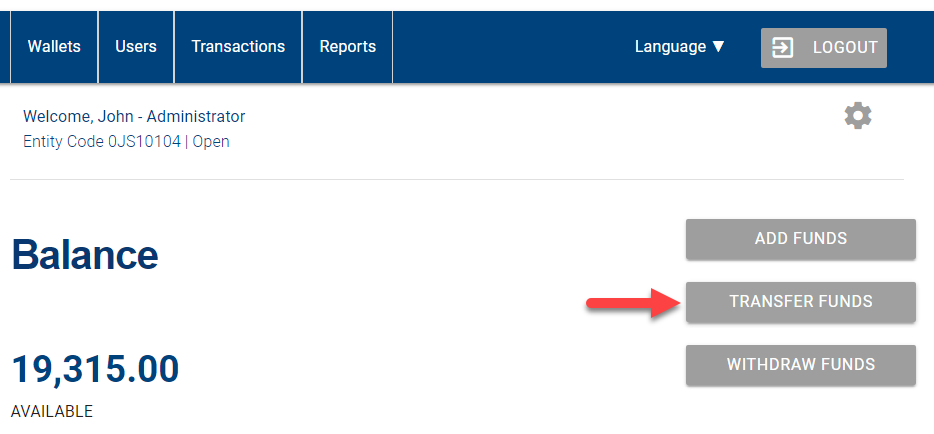 Wallets Users Transactions Reports Language ▼ LOGOUT
Welcome, John - Administrator
Entity Code 0JS10104 | Open
Balance
ADD FUNDS
TRANSFER FUNDS
WITHDRAW FUNDS
19,315.00
AVAILABLE